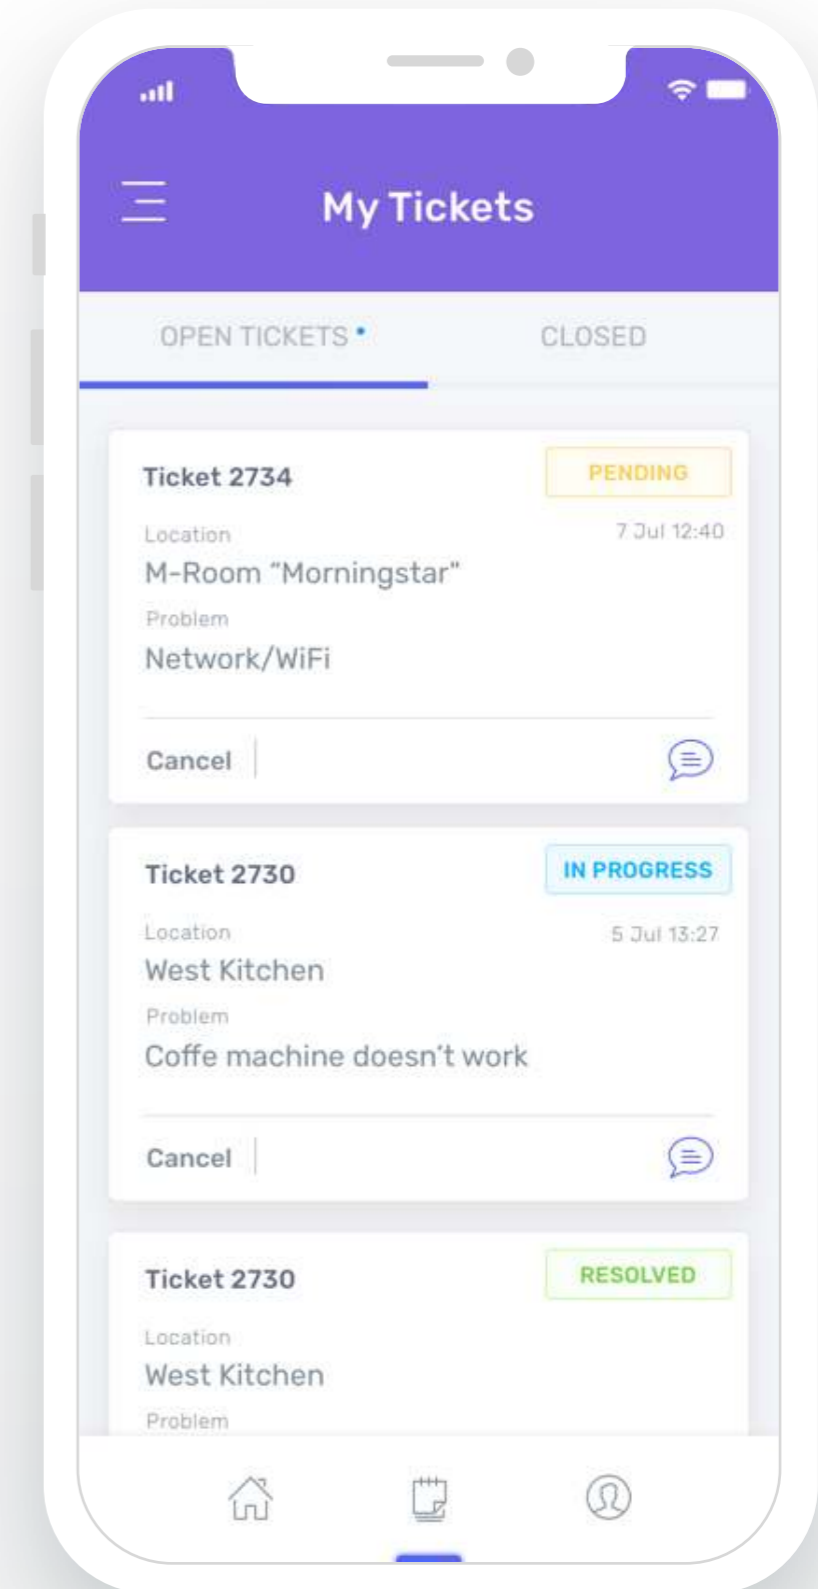 My Tickets
OPEN TICKETS
CLOSED
Ticket 2734
PENDING
Location
7 Jul 12:40
M-Room “Morningstar"
Problem
Network/WiFi
Cancel
Ticket 2730
IN PROGRESS
Location
5 Jul 13:27
West Kitchen
Problem
Coffe machine doesn’t work
Cancel
Ticket 2730
RESOLVED
Location
West Kitchen
Problem